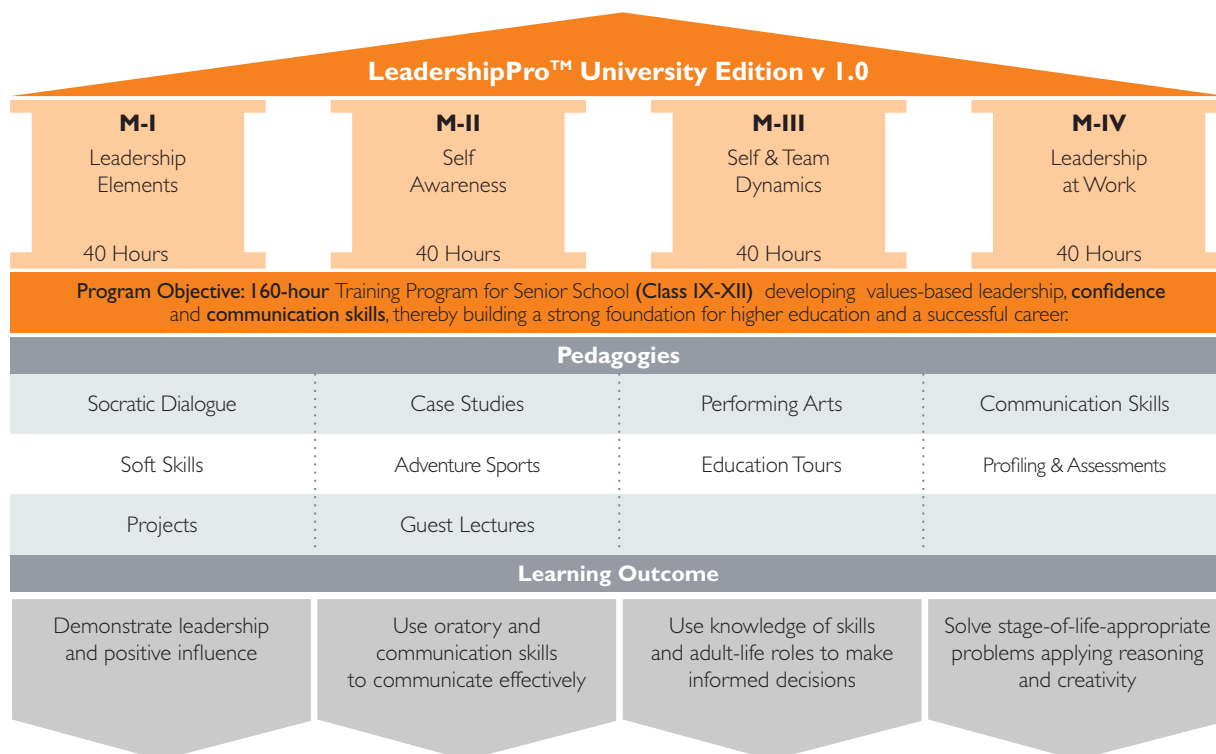 LeadershipPro™ University Edition v 1.0
M-I
Leadership
Elements
40 Hours
M-II
Self
Awareness
40 Hours
M-III
Self & Team
Dynamics
40 Hours
M-IV
Leadership
at Work
40 Hours
Program Objective: 160-hour Training Program for Senior School (Class IX-XII) developing values-based leadership, confidence
and communication skills, thereby building a strong foundation for higher education and a successful career.
Pedagogies
Socratic Dialogue
Case Studies
Performing Arts
Communication Skills
Soft Skills
Adventure Sports
Education Tours
Profiling & Assessments
Projects
Guest Lectures
Learning Outcome
Demonstrate leadership
and positive influence
Use oratory and
communication skills
to communicate effectively
Use knowledge of skills
and adult-life roles to make
informed decisions
Solve stage-of-life-appropriate
problems applying reasoning
and creativity